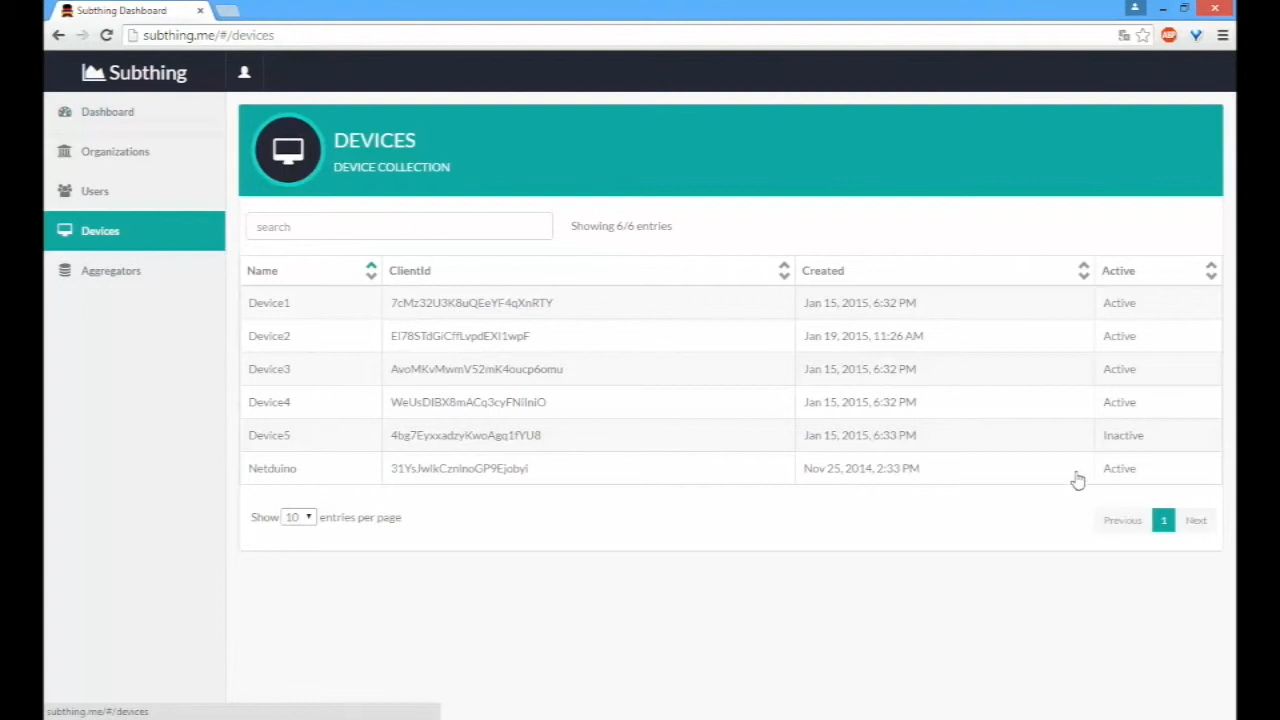 Subthing Dashboard
subthing.me/#/devices
ABP
Subthing
Dashboard
Organizations
Users
Devices
Aggregators
DEVICES
DEVICE COLLECTION
search
Showing 6/6 entries
Name ClientId Created Active
Device1 7cMz32U3K8uQEeYF4qXnRTY Jan 15, 2015, 6:32 PM Active
Device2 Jan 19, 2015, 11:26 AM Active
Device3 AvoMKvMwmV52mK4oucp6omu Jan 15, 2015, 6:32 PM Active
Device4 Jan 15, 2015, 6:32 PM Active
Device5 4bg7EyxxadzyKwoAgq1fYU8 Jan 15, 2015, 6:33 PM Inactive
Netduino Nov 25, 2014, 2:33 PM Active
Show 10 entries per page
Previous 1 Next
subthing.me/#/devices